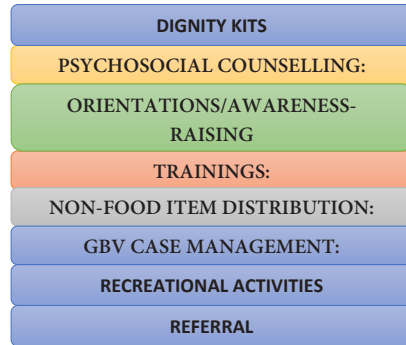 DIGNITY KITS
PSYCHOSOCIAL COUNSELLING:
ORIENTATIONS/AWARENESS-
RAISING
TRAININGS:
NON-FOOD ITEM DISTRIBUTION:
GBV CASE MANAGEMENT:
RECREATIONAL ACTIVITIES
REFERRAL